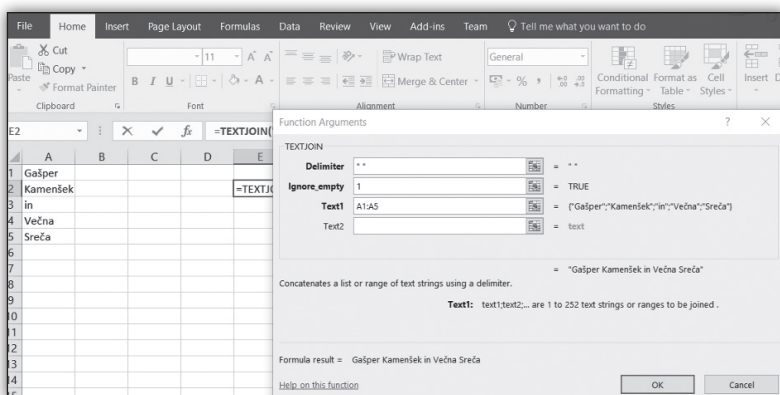 File Home Insert Page Layout Formulas Data Review View Add-ins Team Tell me what you want to do
Cut
Copy
Paste
Format Painter
Clipboard
11 A A
B I U A
Font
Wrap Text
Merge & Center
Alignment
General
% ,
Number
Conditional Formatting
Format as Table
Cell Styles
Styles
Insert
E2 fx =TEXTJOIN("
A B C D E
1 Gašper
2 Kamenšek =TEXTJO
3 in
4 Večna
5 Sreča
6
7
8
9
10
11
12
13
14
15
Function Arguments ? ×
TEXTJOIN
Delimiter " " = " "
Ignore_empty 1 = TRUE
Text1 A1:A5 = {"Gašper";"Kamenšek";"in";"Večna";"Sreča"}
Text2 = text
= "Gašper Kamenšek in Večna Sreča"
Concatenates a list or range of text strings using a delimiter.
Text1: text1;text2;... are 1 to 252 text strings or ranges to be joined .
Formula result = Gašper Kamenšek in Večna Sreča
Help on this function
OK Cancel